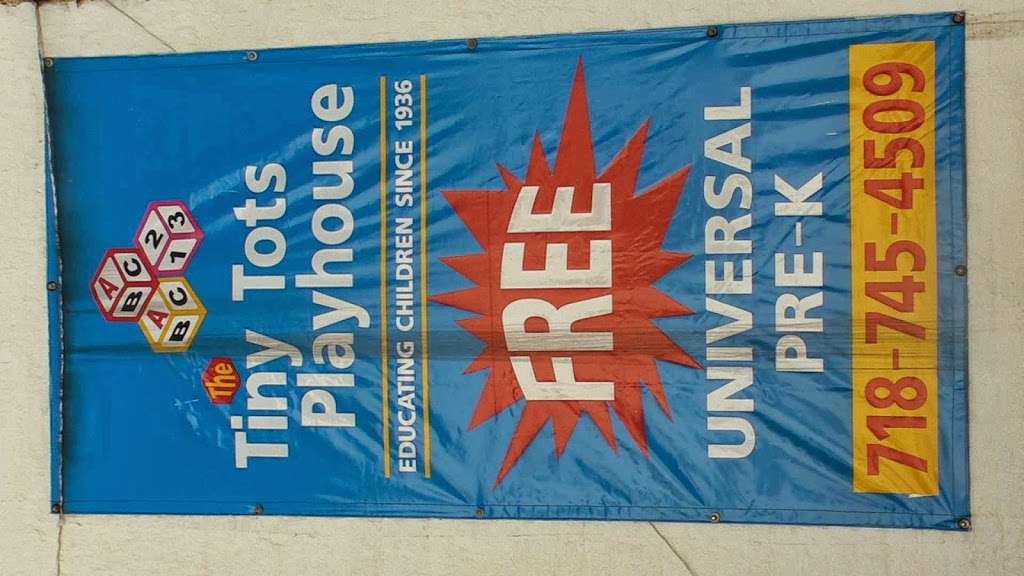 A
B C
2 3
1
A
B C
The
Tiny Tots
Playhouse
EDUCATING CHILDREN SINCE 1936
FREE
UNIVERSAL
PRE-K
718-745-4509